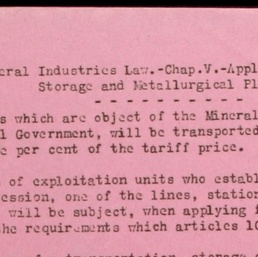 eral Industries Law.-Chap.V.-Appl
Storage and Metallurgical Pl
- - - - - - - - - -
s which are object of the Mineral
l Government, will be transported
e per cent of the tariff price.
of exploitation units who establ
ession, one of the lines, station
will be subject, when applying f
he requirements which articles 10